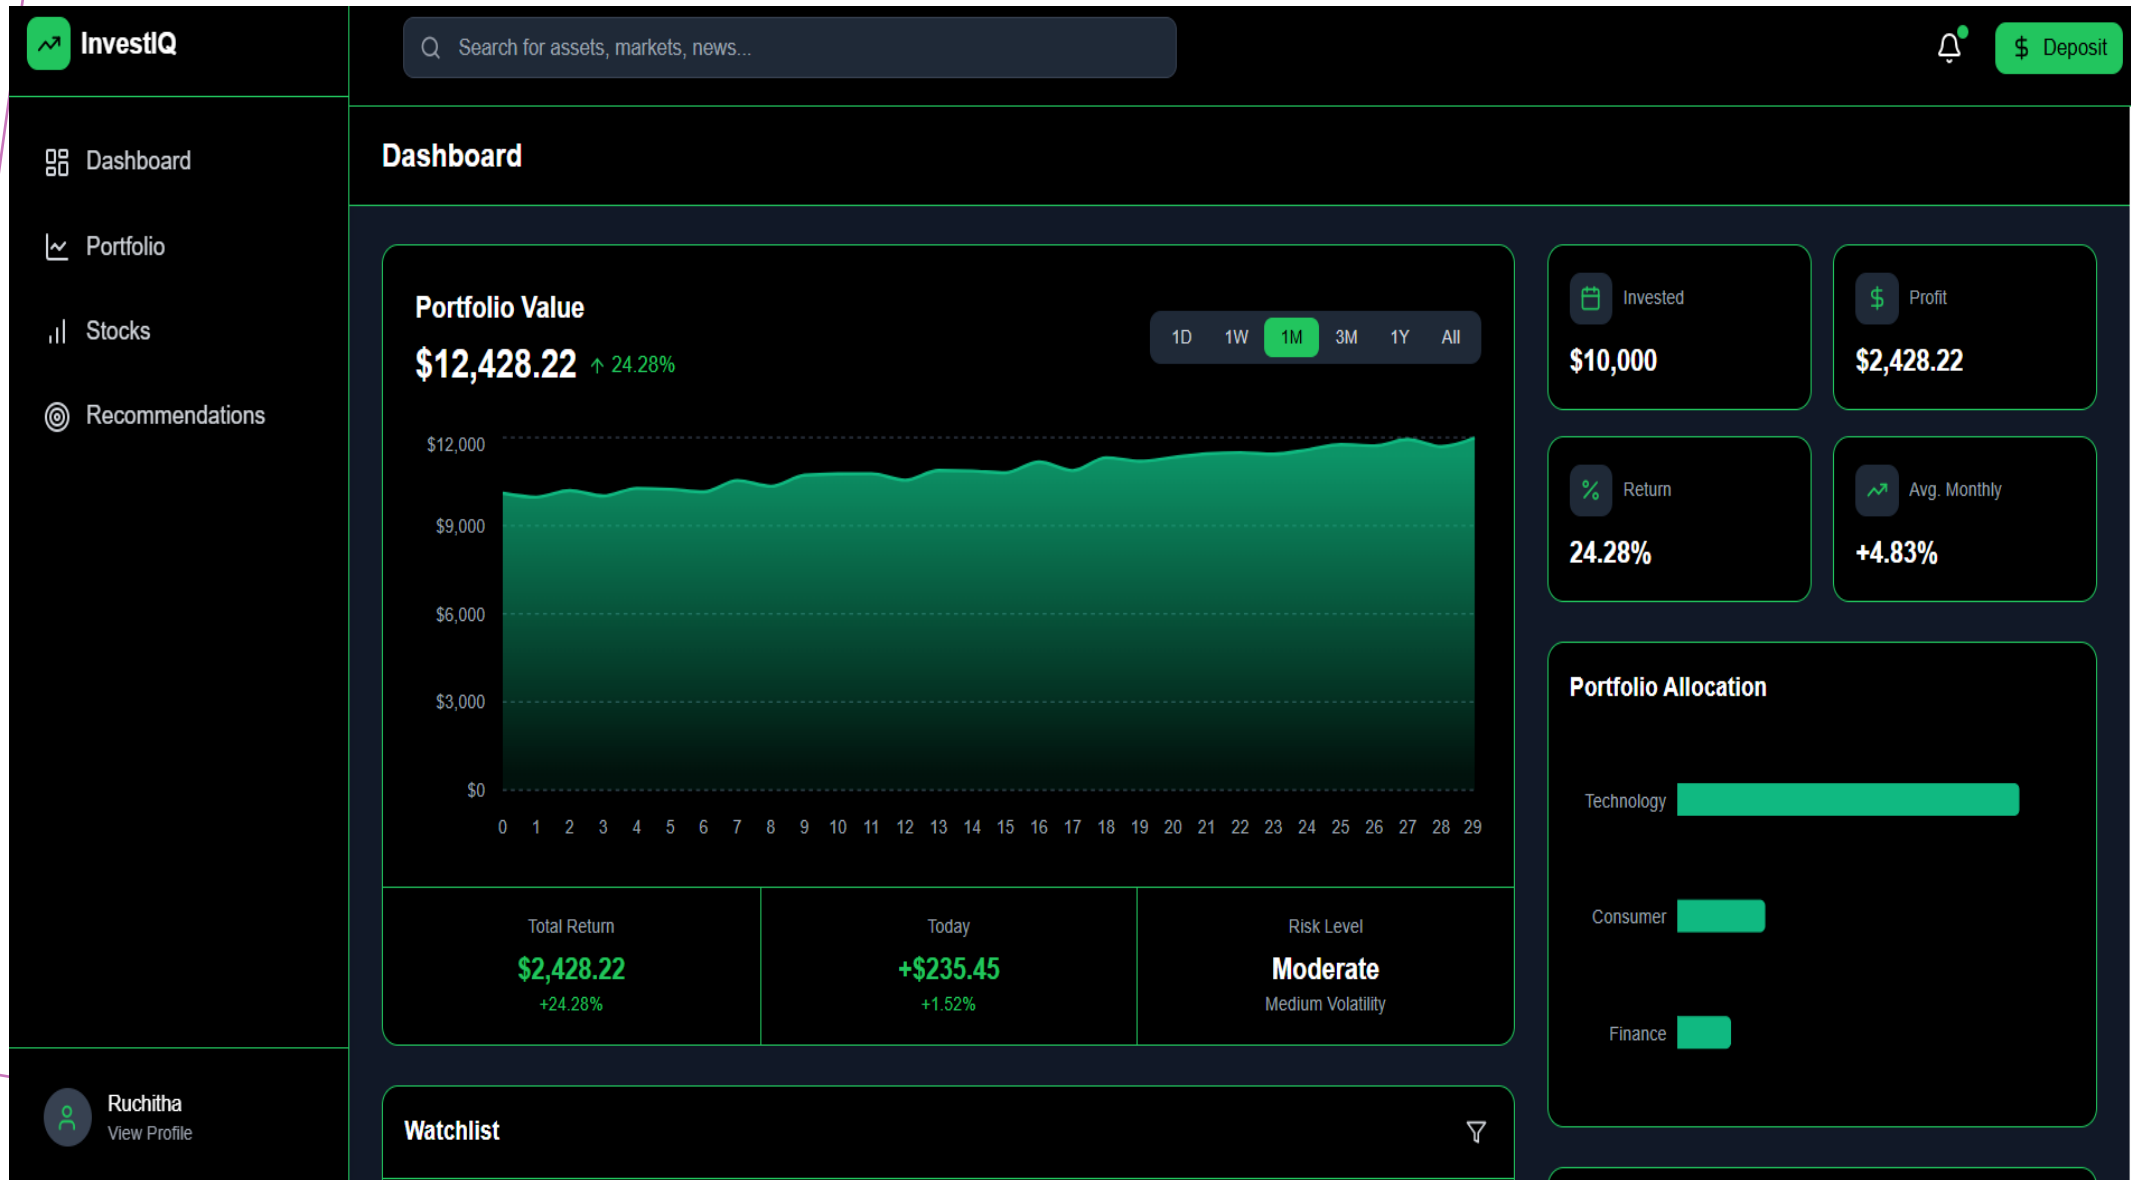 InvestIQ
Search for assets, markets, news...
$ Deposit
Dashboard
Portfolio
Stocks
Recommendations
Ruchitha
View Profile
Dashboard
Portfolio Value
$12,428.22 ↑ 24.28%
1D 1W 1M 3M 1Y All
$12,000
$9,000
$6,000
$3,000
$0
0 1 2 3 4 5 6 7 8 9 10 11 12 13 14 15 16 17 18 19 20 21 22 23 24 25 26 27 28 29
Total Return
$2,428.22
+24.28%
Today
+$235.45
+1.52%
Risk Level
Moderate
Medium Volatility
Watchlist
Invested
$10,000
$ Profit
$2,428.22
% Return
24.28%
Avg. Monthly
+4.83%
Portfolio Allocation
Technology
Consumer
Finance